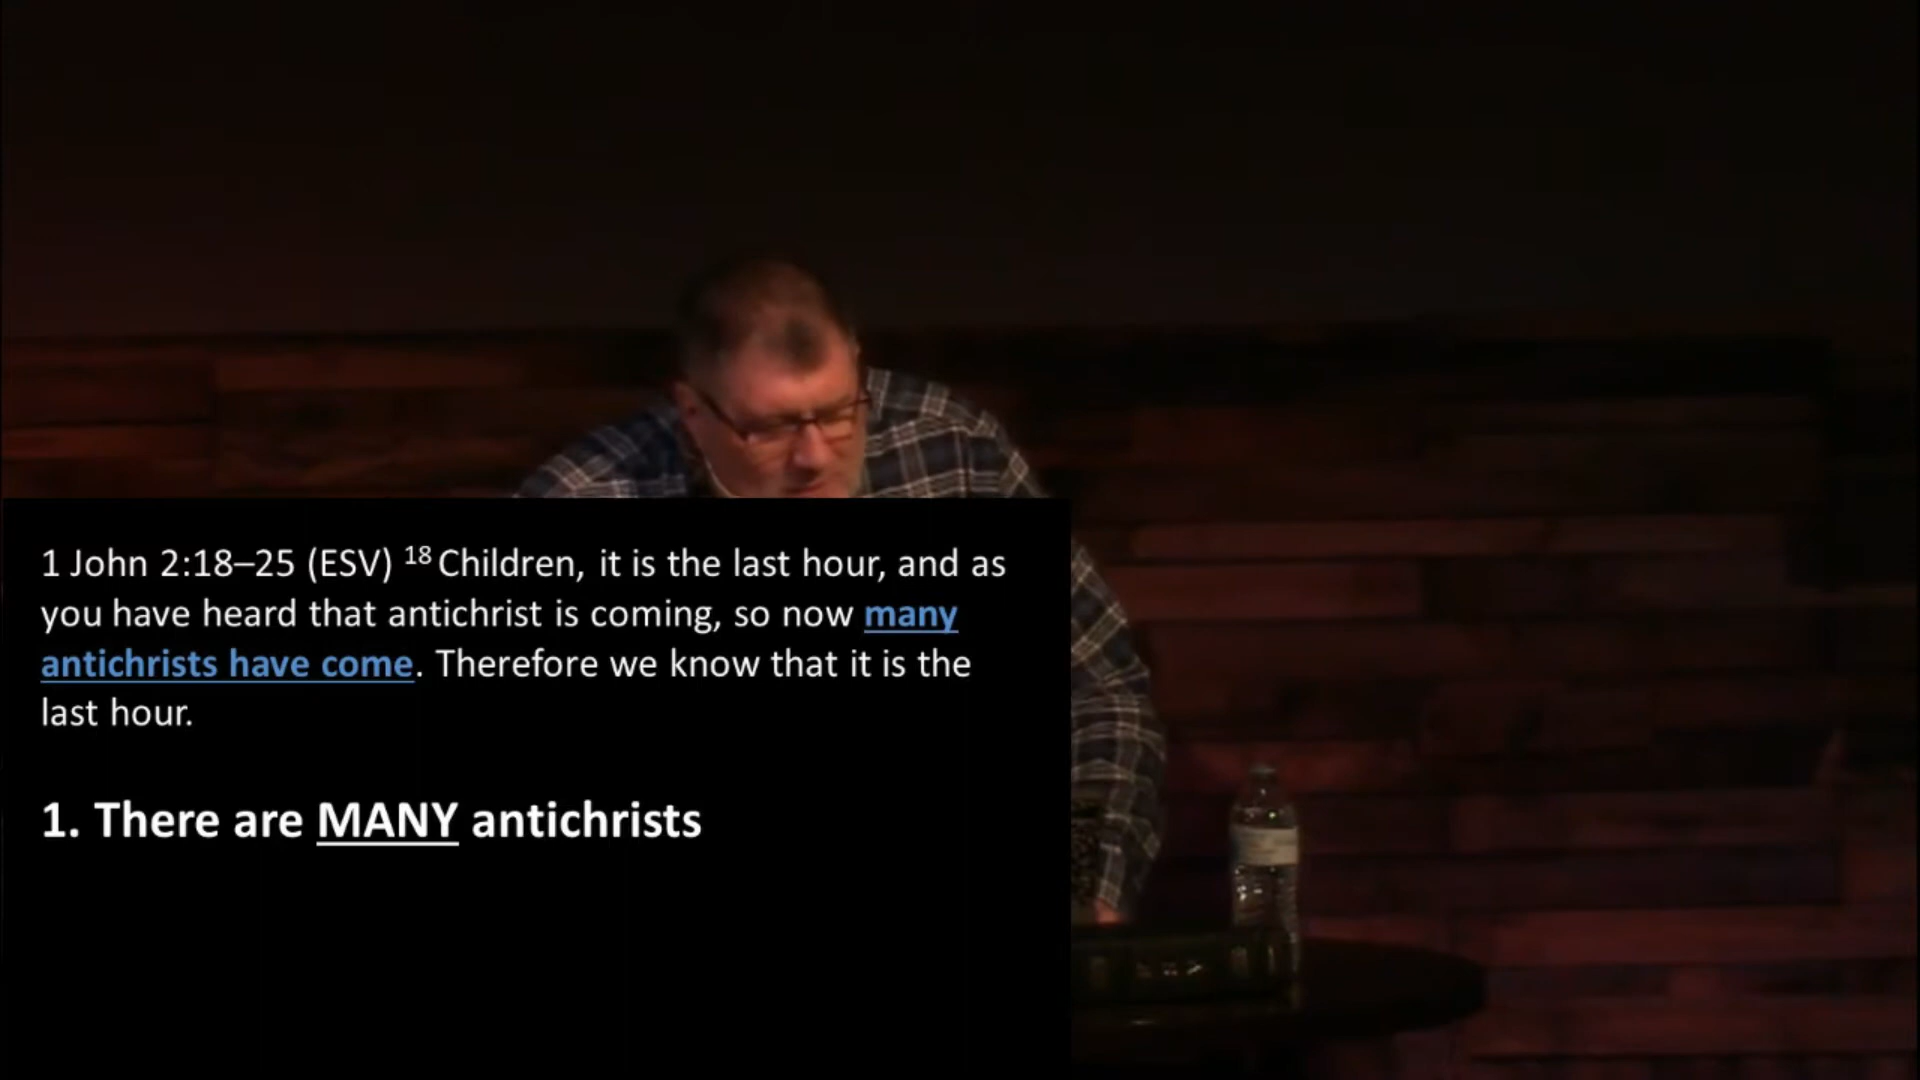 1 John 2:18–25 (ESV) ¹⁸ Children, it is the last hour, and as
you have heard that antichrist is coming, so now many
antichrists have come. Therefore we know that it is the
last hour.
1. There are MANY antichrists